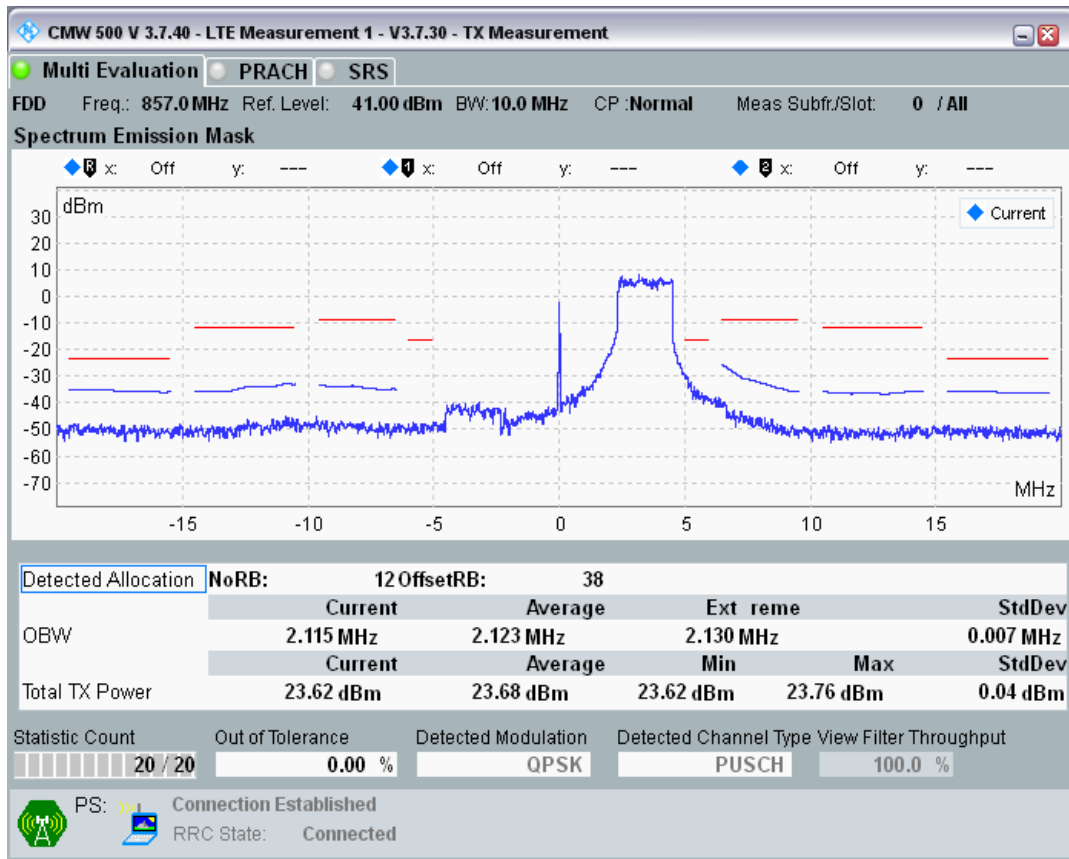 CMW 500 V 3.7.40 - LTE Measurement 1 - V3.7.30 - TX Measurement
Multi Evaluation PRACH SRS
FDD Freq.: 857.0 MHz Ref. Level: 41.00 dBm BW: 10.0 MHz CP :Normal Meas Subfr./Slot: 0 / All
Spectrum Emission Mask
R x: Off y: --- 1 x: Off y: --- 2 x: Off y: ---
dBm
Current
30
20
10
0
-10
-20
-30
-40
-50
-60
-70
MHz
-15 -10 -5 0 5 10 15
Detected Allocation NoRB: 12 OffsetRB: 38
Current Average Ext reme StdDev
OBW 2.115 MHz 2.123 MHz 2.130 MHz 0.007 MHz
Current Average Min Max StdDev
Total TX Power 23.62 dBm 23.68 dBm 23.62 dBm 23.76 dBm 0.04 dBm
Statistic Count Out of Tolerance Detected Modulation Detected Channel Type View Filter Throughput
20 / 20 0.00 % QPSK PUSCH 100.0 %
PS: Connection Established
RRC State: Connected